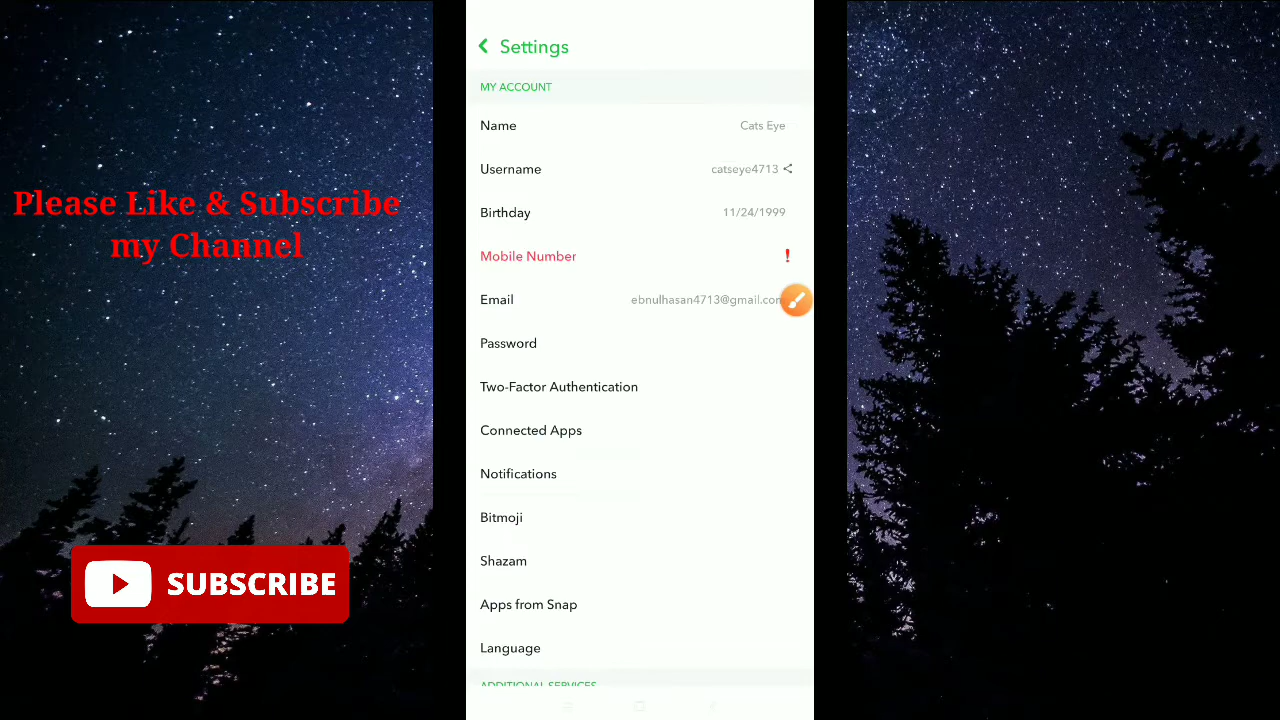 Please Like & Subscribe
my Channel
SUBSCRIBE
Settings
MY ACCOUNT
Name Cats Eye
Username catseye4713
Birthday 11/24/1999
Mobile Number !
Email ebnulhasan4713@gmail.com
Password
Two-Factor Authentication
Connected Apps
Notifications
Bitmoji
Shazam
Apps from Snap
Language
ADDITIONAL SERVICES